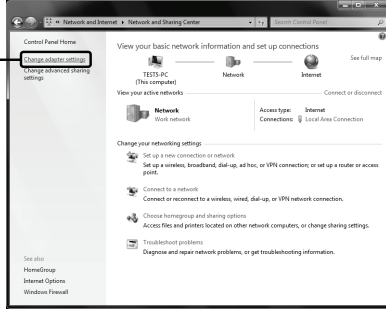 Network and Internet ▸ Network and Sharing Center
Search Control Panel
Control Panel Home
Change adapter settings
Change advanced sharing
settings
View your basic network information and set up connections
See full map
TESTS-PC
(This computer)
Network
Internet
View your active networks
Connect or disconnect
Network
Work network
Access type: Internet
Connections: Local Area Connection
Change your networking settings
Set up a new connection or network
Set up a wireless, broadband, dial-up, ad hoc, or VPN connection; or set up a router or access
point.
Connect to a network
Connect or reconnect to a wireless, wired, dial-up, or VPN network connection.
Choose homegroup and sharing options
Access files and printers located on other network computers, or change sharing settings.
Troubleshoot problems
Diagnose and repair network problems, or get troubleshooting information.
See also
HomeGroup
Internet Options
Windows Firewall